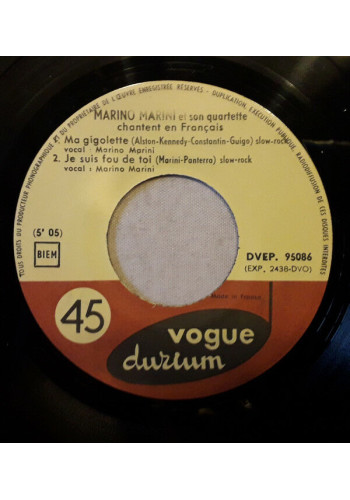 TOUS DROITS DU PRODUCTEUR PHONOGRAPHIQUE ET DU PROPRIETAIRE DE L'ŒUVRE ENREGISTRÉE RÉSERVÉS - DUPLICATION, EXÉCUTION PUBLIQUE, RADIODIFFUSION DE CES DISQUES INTERDITES
MARINO MARINI et son quartette
chantent en Français
1. Ma gigolette (Alston-Kennedy-Constantin-Guigo) slow-rock
vocal : Marino Marini
2. Je suis fou de toi (Marini-Panterra) slow-rock
vocal : Marino Marini
(5' 05)
BIEM
DVEP. 95086
(EXP. 2438-DVO)
Made in France
45
vogue
durium